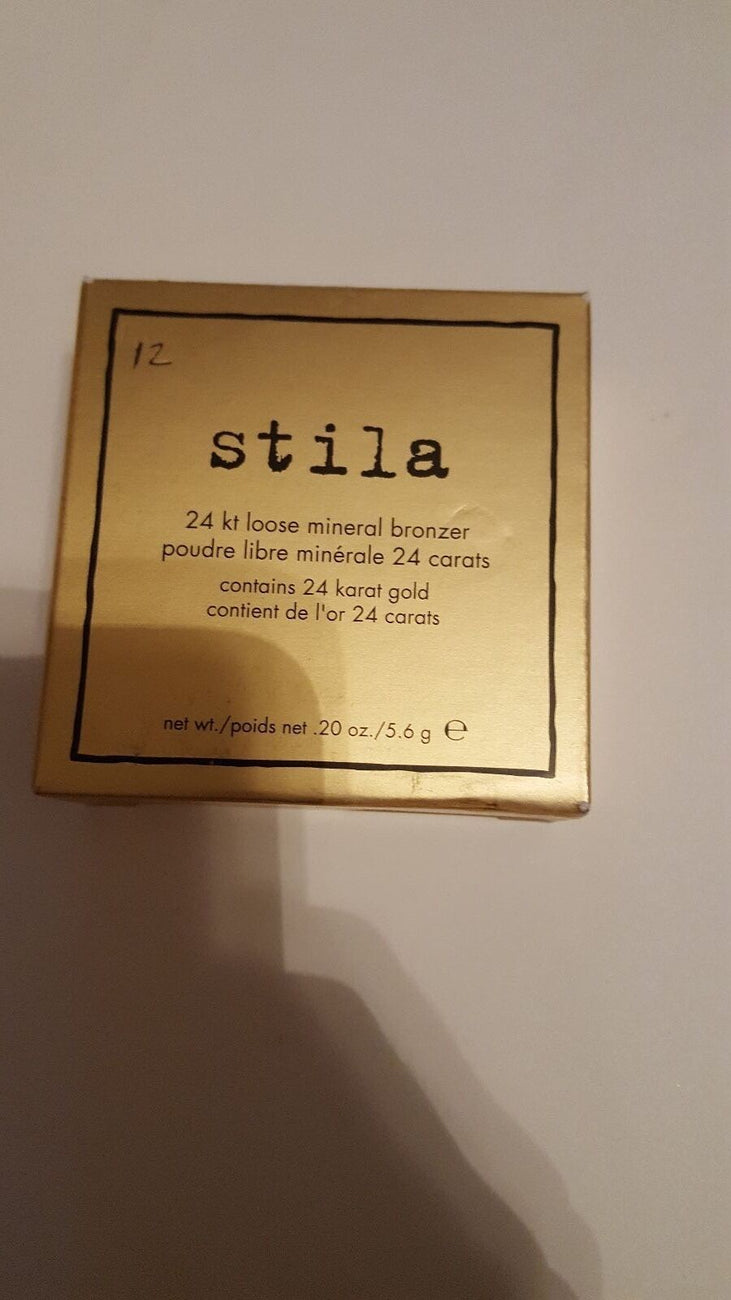 12
stila
24 kt loose mineral bronzer
poudre libre minérale 24 carats
contains 24 karat gold
contient de l'or 24 carats
net wt./poids net .20 oz./5.6 g ℮